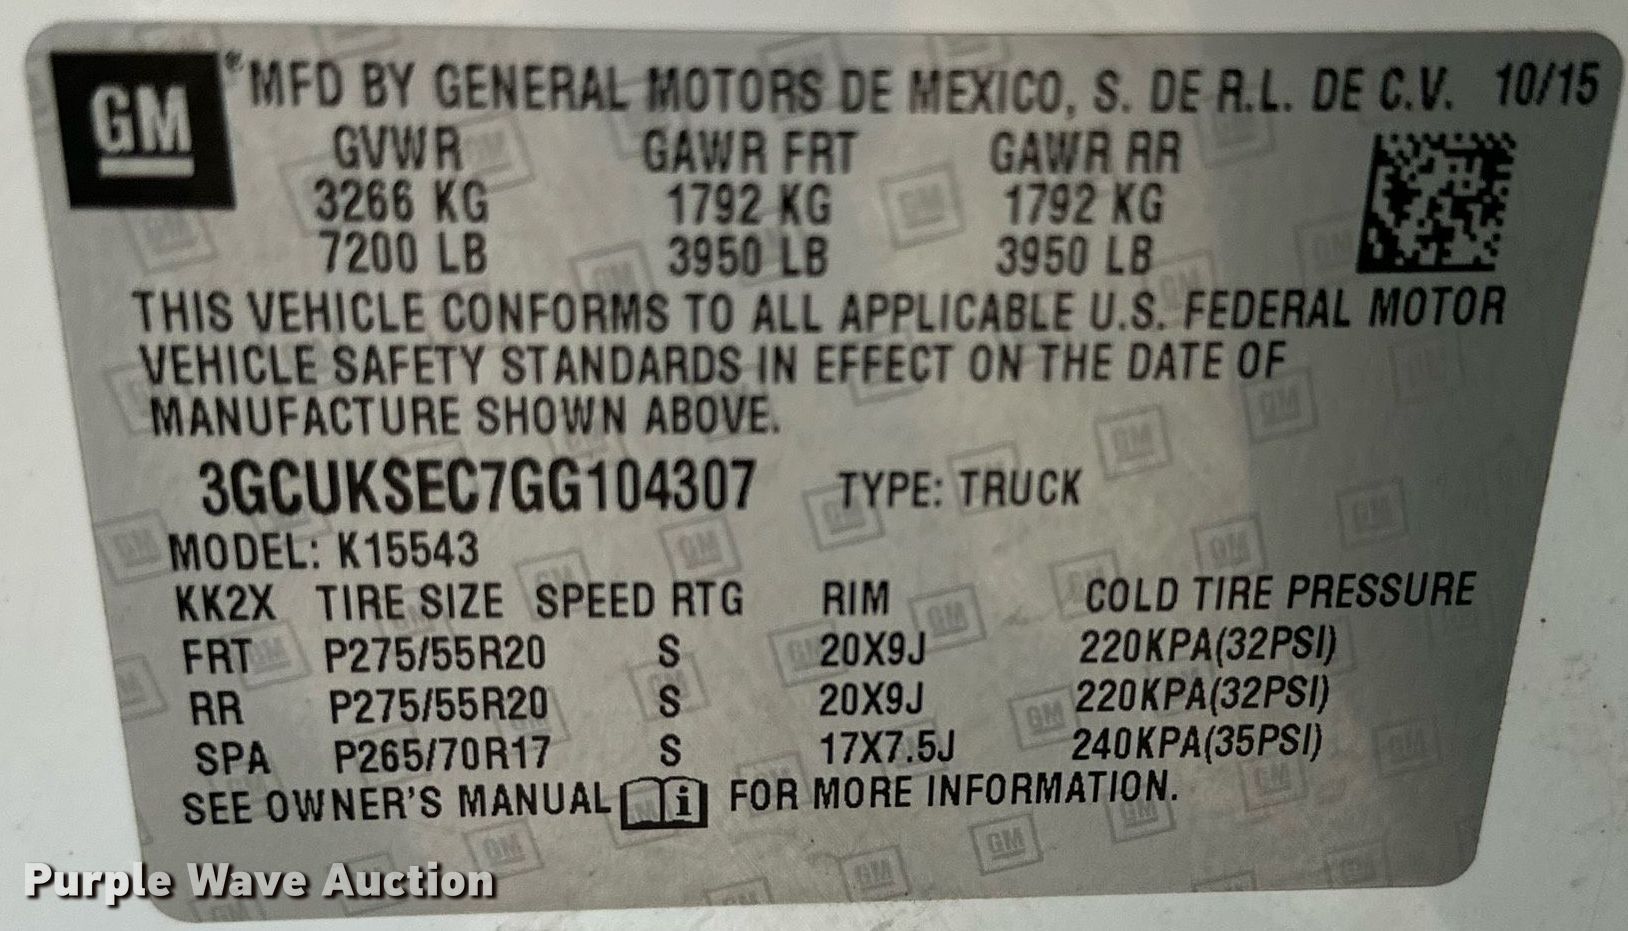 GM ® MFD BY GENERAL MOTORS DE MEXICO, S. DE R.L. DE C.V. 10/15
GVWR GAWR FRT GAWR RR
3266 KG 1792 KG 1792 KG
7200 LB 3950 LB 3950 LB
THIS VEHICLE CONFORMS TO ALL APPLICABLE U.S. FEDERAL MOTOR
VEHICLE SAFETY STANDARDS IN EFFECT ON THE DATE OF
MANUFACTURE SHOWN ABOVE.
3GCUKSEC7GG104307 TYPE: TRUCK
MODEL: K15543
KK2X TIRE SIZE SPEED RTG RIM COLD TIRE PRESSURE
FRT P275/55R20 S 20X9J 220KPA(32PSI)
RR P275/55R20 S 20X9J 220KPA(32PSI)
SPA P265/70R17 S 17X7.5J 240KPA(35PSI)
SEE OWNER'S MANUAL i FOR MORE INFORMATION.
Purple Wave Auction